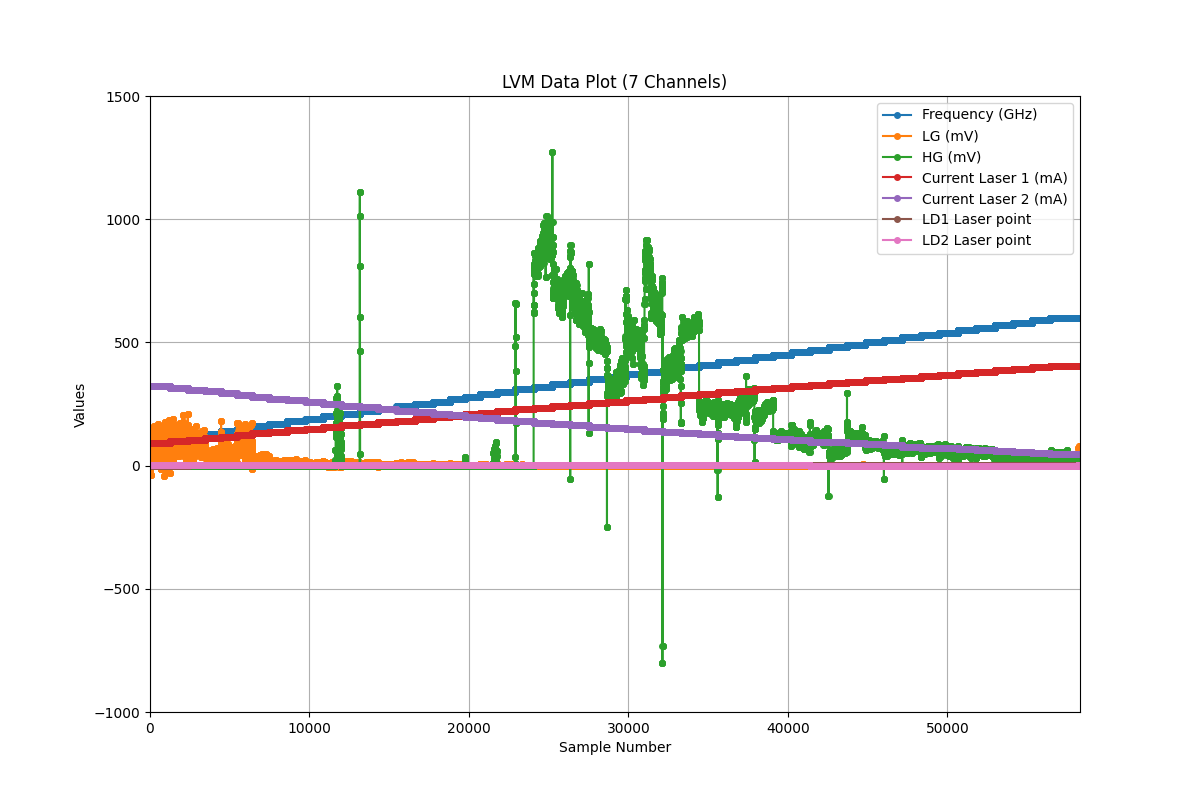 LVM Data Plot (7 Channels)
1500
1000
500
0
−500
−1000
Values
Frequency (GHz)
LG (mV)
HG (mV)
Current Laser 1 (mA)
Current Laser 2 (mA)
LD1 Laser point
LD2 Laser point
0 10000 20000 30000 40000 50000
Sample Number